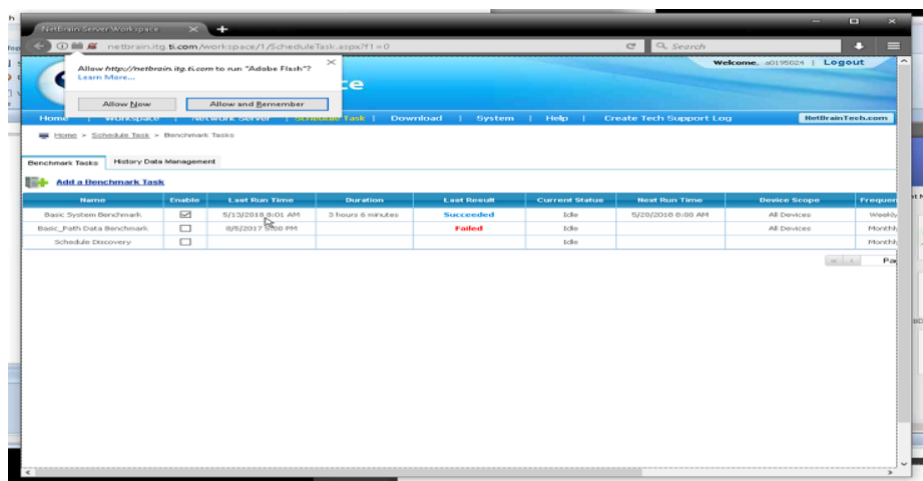 NetBrain Server Workspace
netbrain.itg.ti.com/workspace/1/ScheduleTask.aspx?f1=0
Search
Allow http://netbrain.itg.ti.com to run "Adobe Flash"?
Learn More...
Allow Now
Allow and Remember
Welcome, a0195024 | Logout
ce
Home | Workspace | Network Server | Schedule Task | Download | System | Help | Create Tech Support Log
NetBrainTech.com
Home > Schedule Task > Benchmark Tasks
Benchmark Tasks History Data Management
Add a Benchmark Task
Name Enable Last Run Time Duration Last Result Current Status Next Run Time Device Scope Frequen
Basic System Benchmark 5/13/2018 8:01 AM 3 hours 6 minutes Succeeded Idle 5/20/2018 8:00 AM All Devices Weekly
Basic_Path Data Benchmark 8/5/2017 PM Failed Idle All Devices Monthly
Schedule Discovery Idle Monthly
Pa